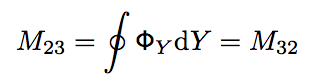 M₂₃ = ∮ Φ_Y dY = M₃₂